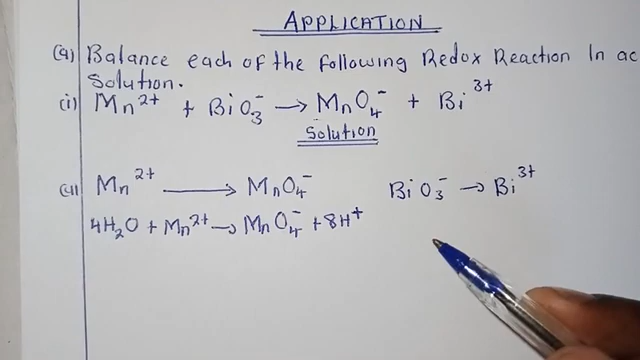 APPLICATION
(a) Balance each of the following Redox Reaction In ac
Solution.
(i) Mn²⁺ + BiO₃⁻ → MnO₄⁻ + Bi³⁺
Solution
Mn²⁺ → MnO₄⁻ BiO₃⁻ → Bi³⁺
4H₂O + Mn²⁺ → MnO₄⁻ + 8H⁺